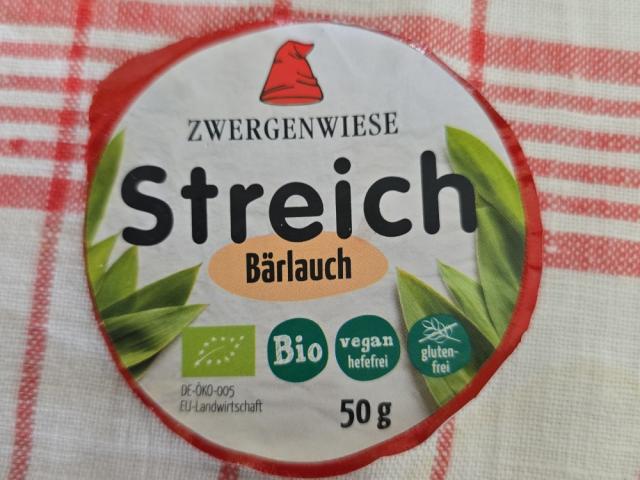 ZWERGENWIESE
Streich
Bärlauch
Bio
vegan
hefefrei
gluten-
frei
DE-ÖKO-005
EU-Landwirtschaft
50 g